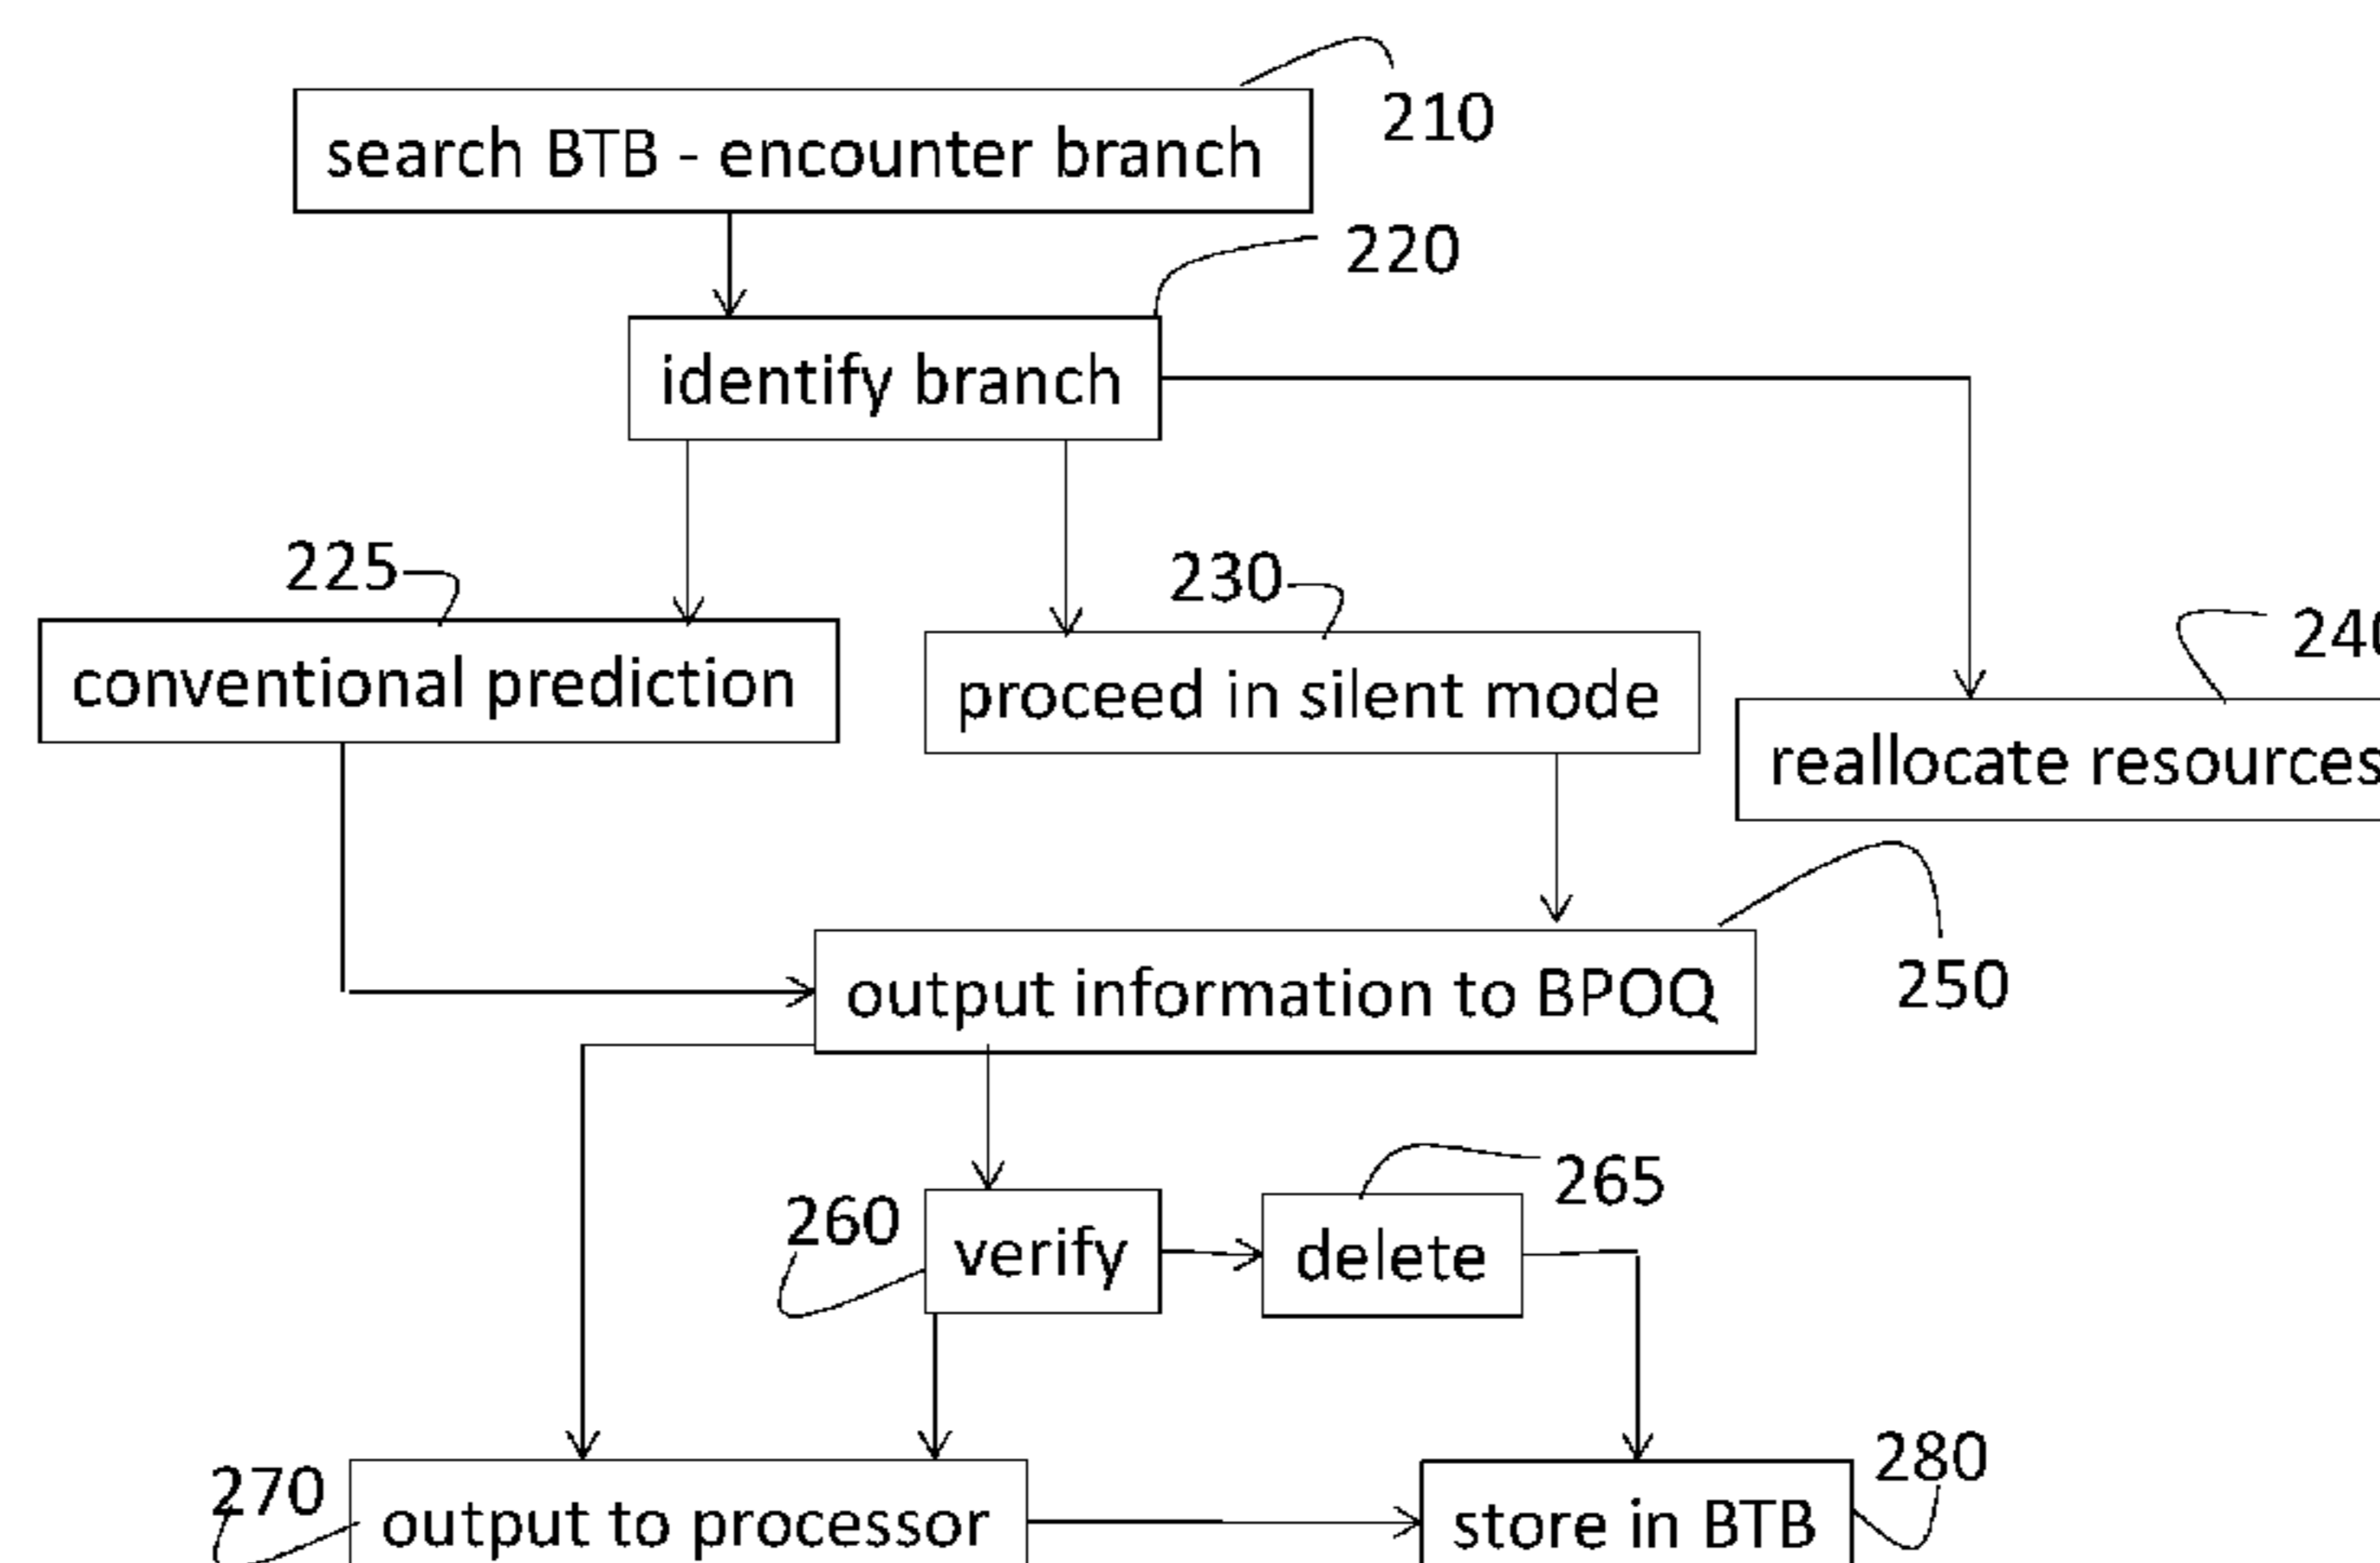 210
search BTB - encounter branch
220
identify branch
225
230
240
conventional prediction
proceed in silent mode
reallocate resources
output information to BPOQ
250
265
260
verify
delete
280
270
output to processor
store in BTB